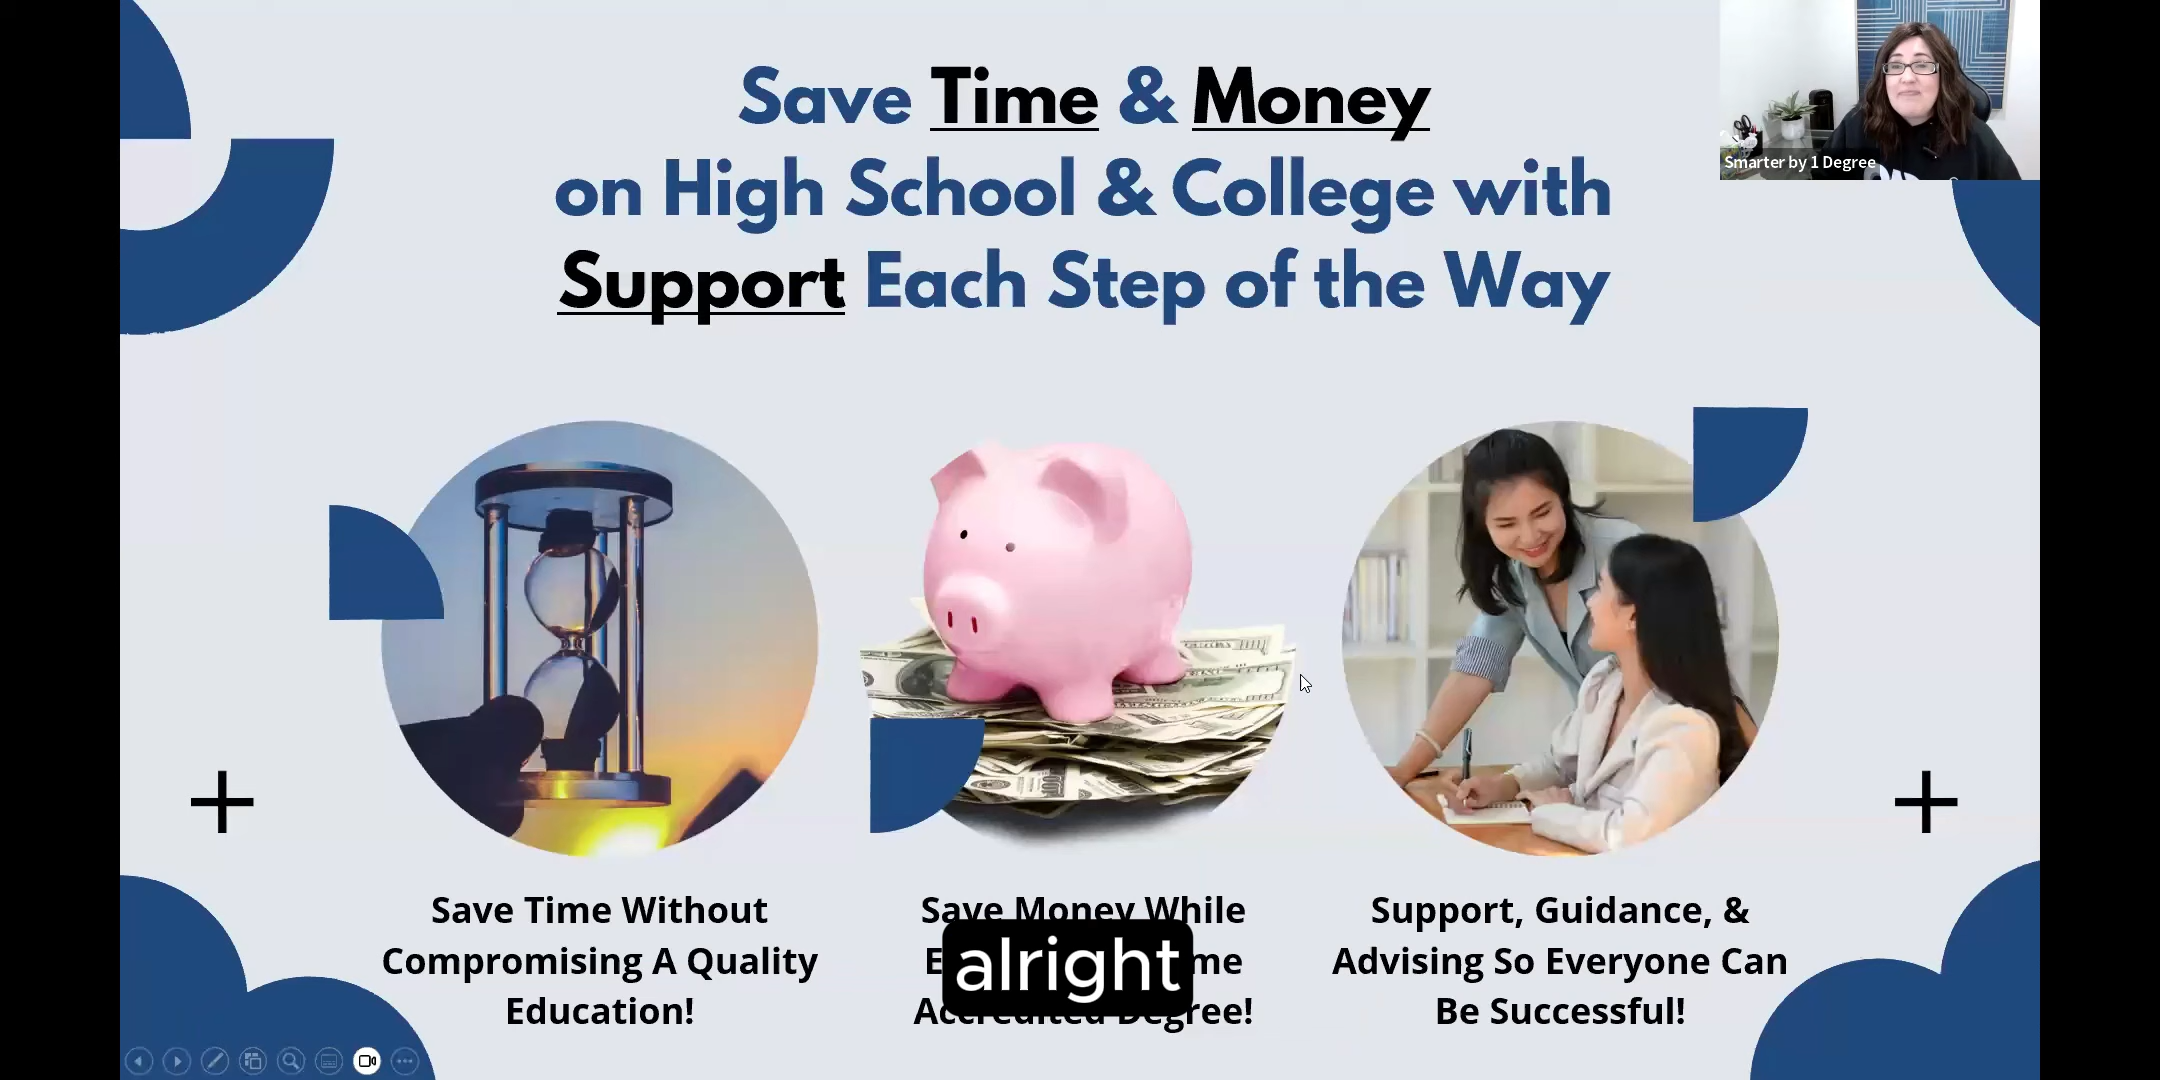 Save Time & Money
on High School & College with
Support Each Step of the Way
Smarter by 1 Degree
Save Time Without
Compromising A Quality
Education!
Save Money While
alright
Degree!
Support, Guidance, &
Advising So Everyone Can
Be Successful!